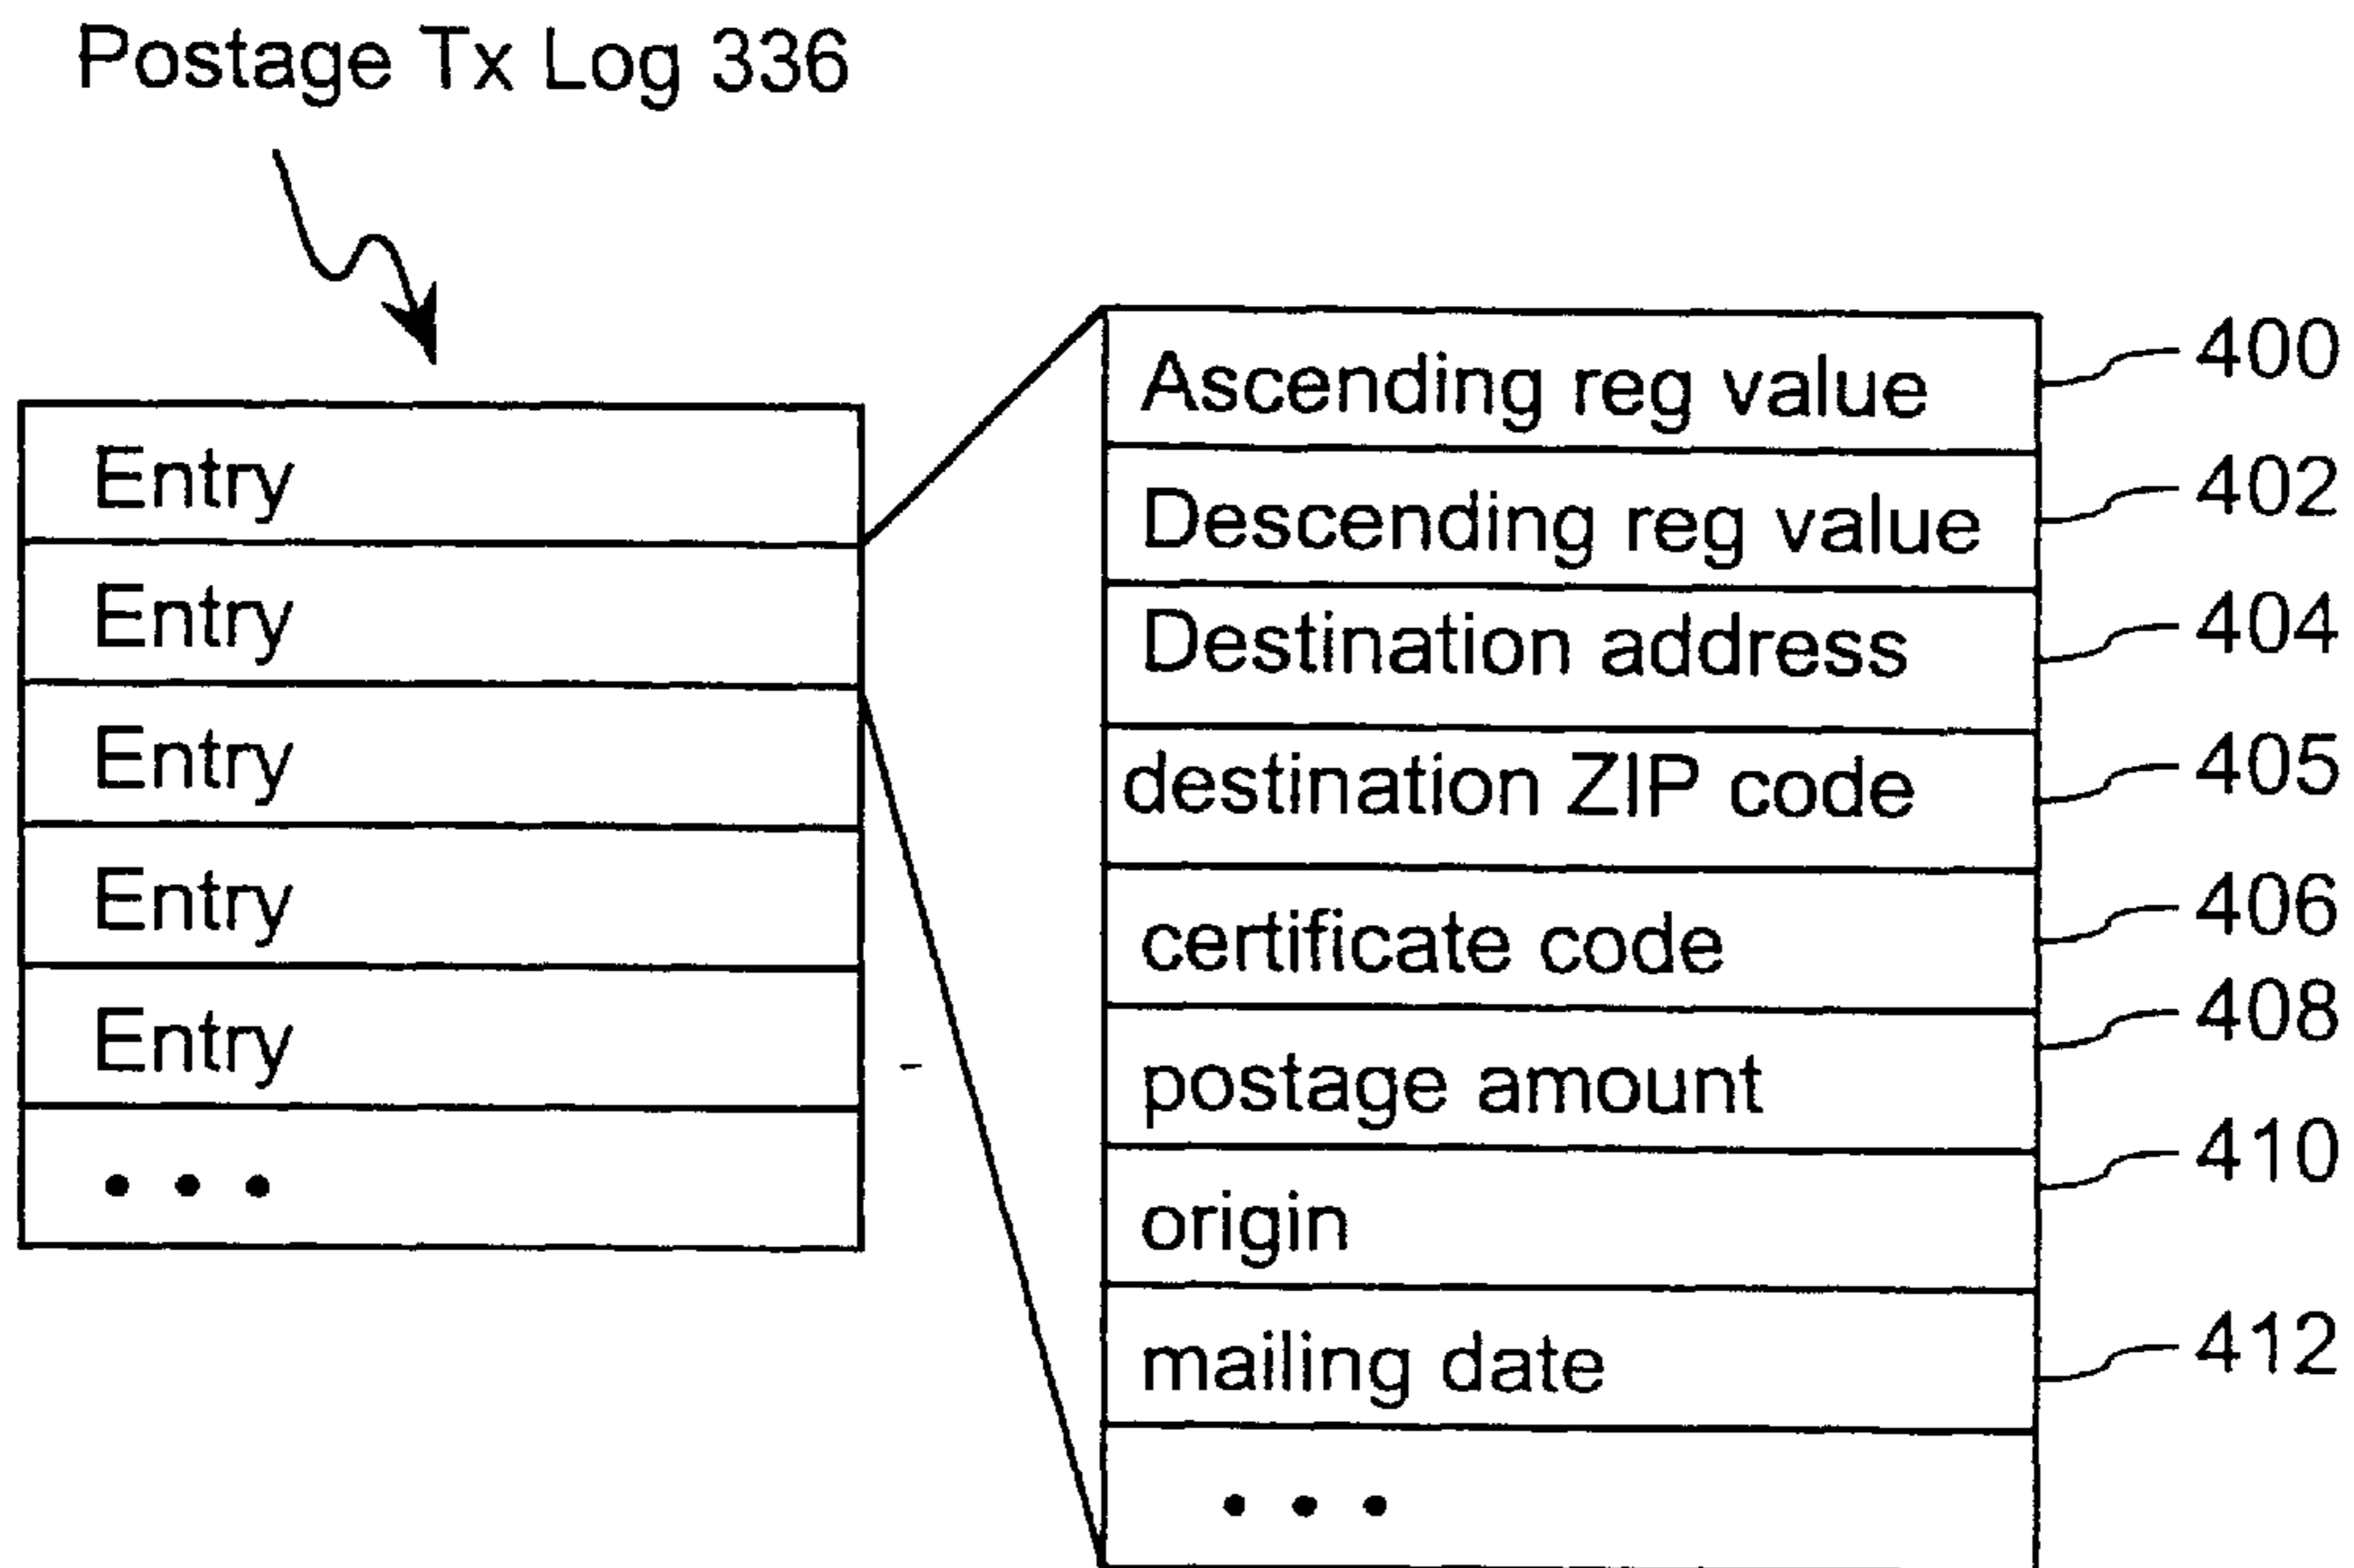 Postage Tx Log 336
Entry
Entry
Entry
Entry
Entry
• • •
Ascending reg value 400
Descending reg value 402
Destination address 404
destination ZIP code 405
certificate code 406
postage amount 408
origin 410
mailing date 412
• • •